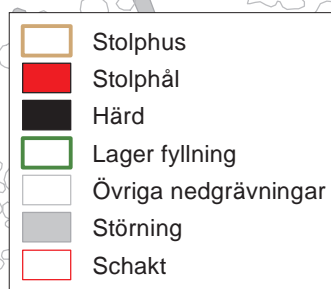 Stolphus
Stolphål
Härd
Lager fyllning
Övriga nedgrävningar
Störning
Schakt